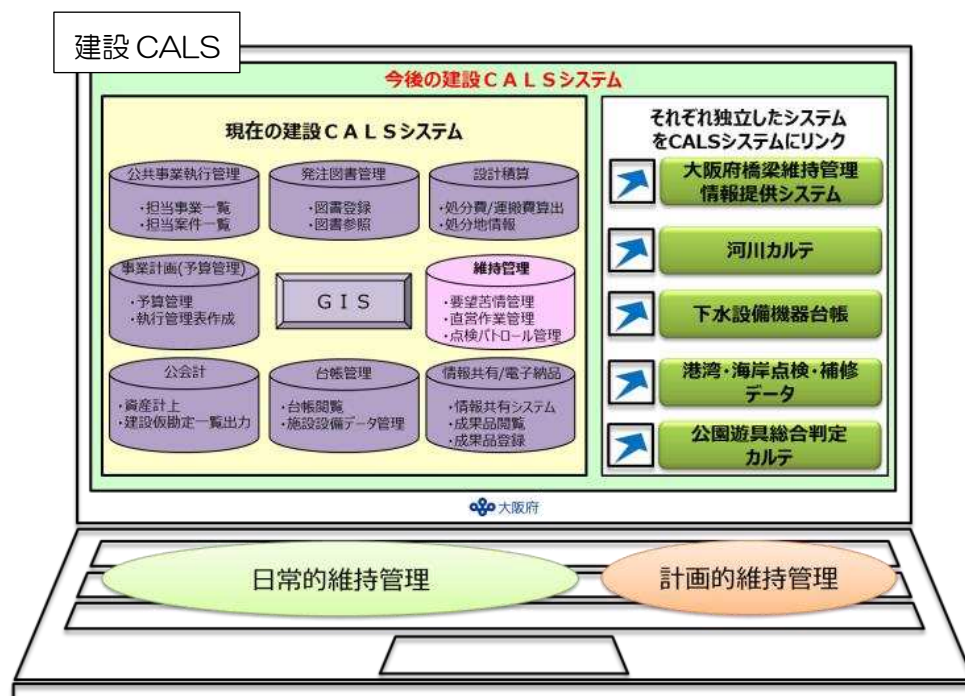 建設CALS
今後の建設CALSシステム
現在の建設CALSシステム
公共事業執行管理
・担当事業一覧
・担当案件一覧
発注図書管理
・図書登録
・図書参照
設計積算
・処分費/運搬費算出
・処分地情報
事業計画(予算管理)
・予算管理
・執行管理表作成
GIS
維持管理
・要望苦情管理
・直営作業管理
・点検パトロール管理
公会計
・資産計上
・建設仮勘定一覧出力
台帳管理
・台帳閲覧
・施設設備データ管理
情報共有/電子納品
・情報共有システム
・成果品閲覧
・成果品登録
それぞれ独立したシステム
をCALSシステムにリンク
大阪府橋梁維持管理
情報提供システム
河川カルテ
下水設備機器台帳
港湾・海岸点検・補修
データ
公園遊具総合判定
カルテ
大阪府
日常的維持管理
計画的維持管理